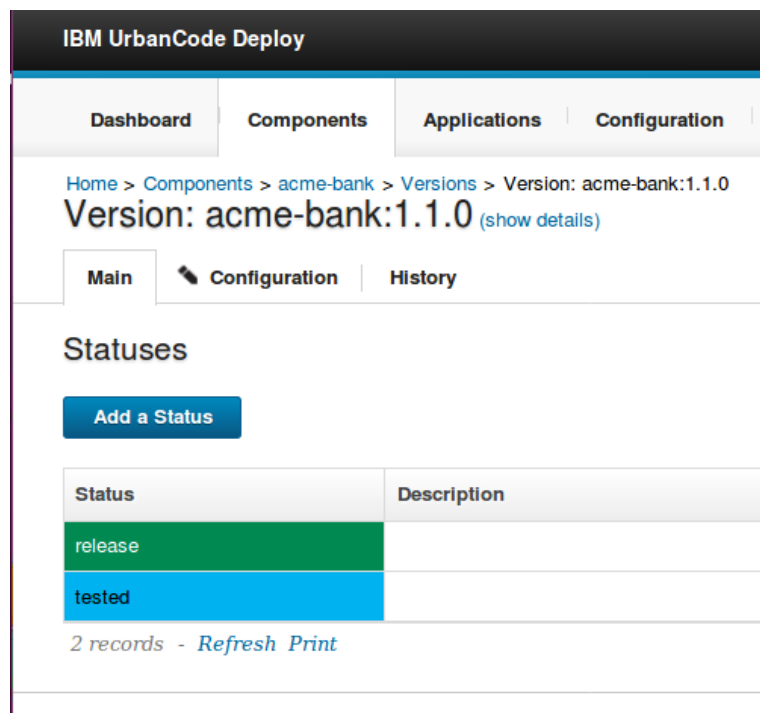 IBM UrbanCode Deploy
Dashboard Components Applications Configuration
Home > Components > acme-bank > Versions > Version: acme-bank:1.1.0
Version: acme-bank:1.1.0 (show details)
Main Configuration History
Statuses
Add a Status
Status Description
release
tested
2 records - Refresh Print